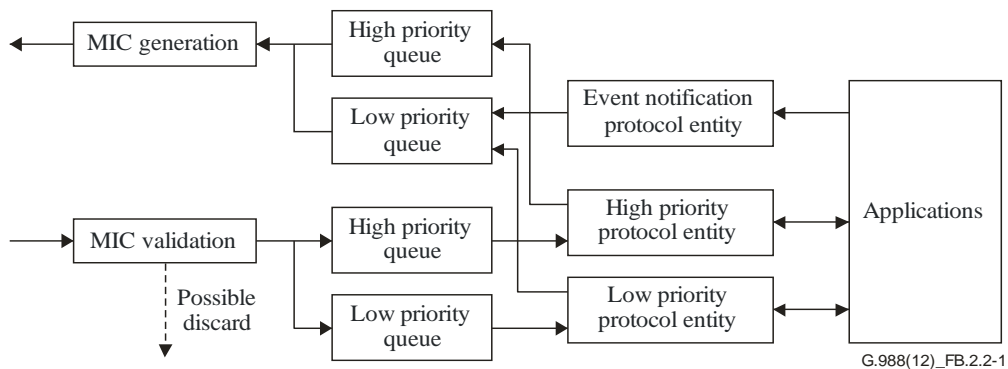 MIC generation
High priority
queue
Low priority
queue
Event notification
protocol entity
High priority
protocol entity
Low priority
protocol entity
Applications
MIC validation
High priority
queue
Low priority
queue
Possible
discard
G.988(12)_FB.2.2-1